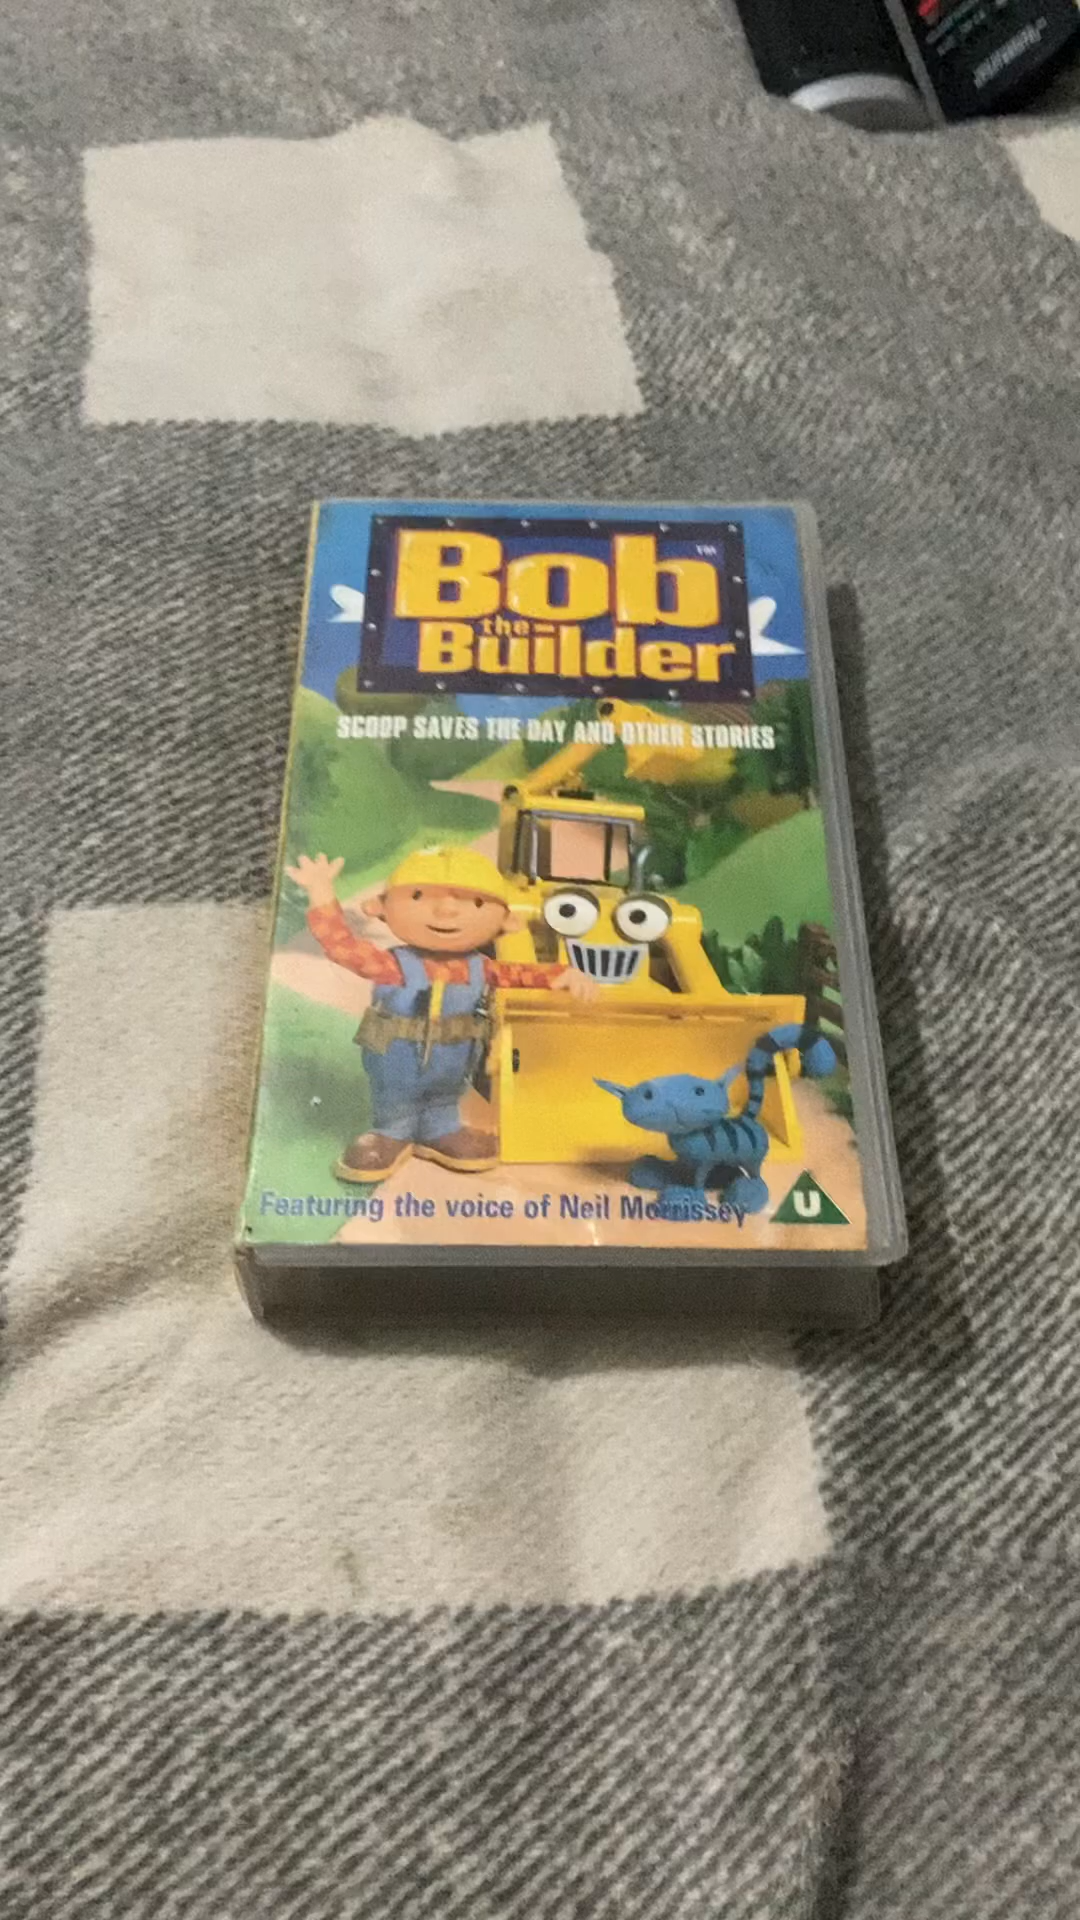 Bob
TM
the
Builder
SCOOP SAVES THE DAY AND OTHER STORIES
Featuring the voice of Neil Morrissey
U